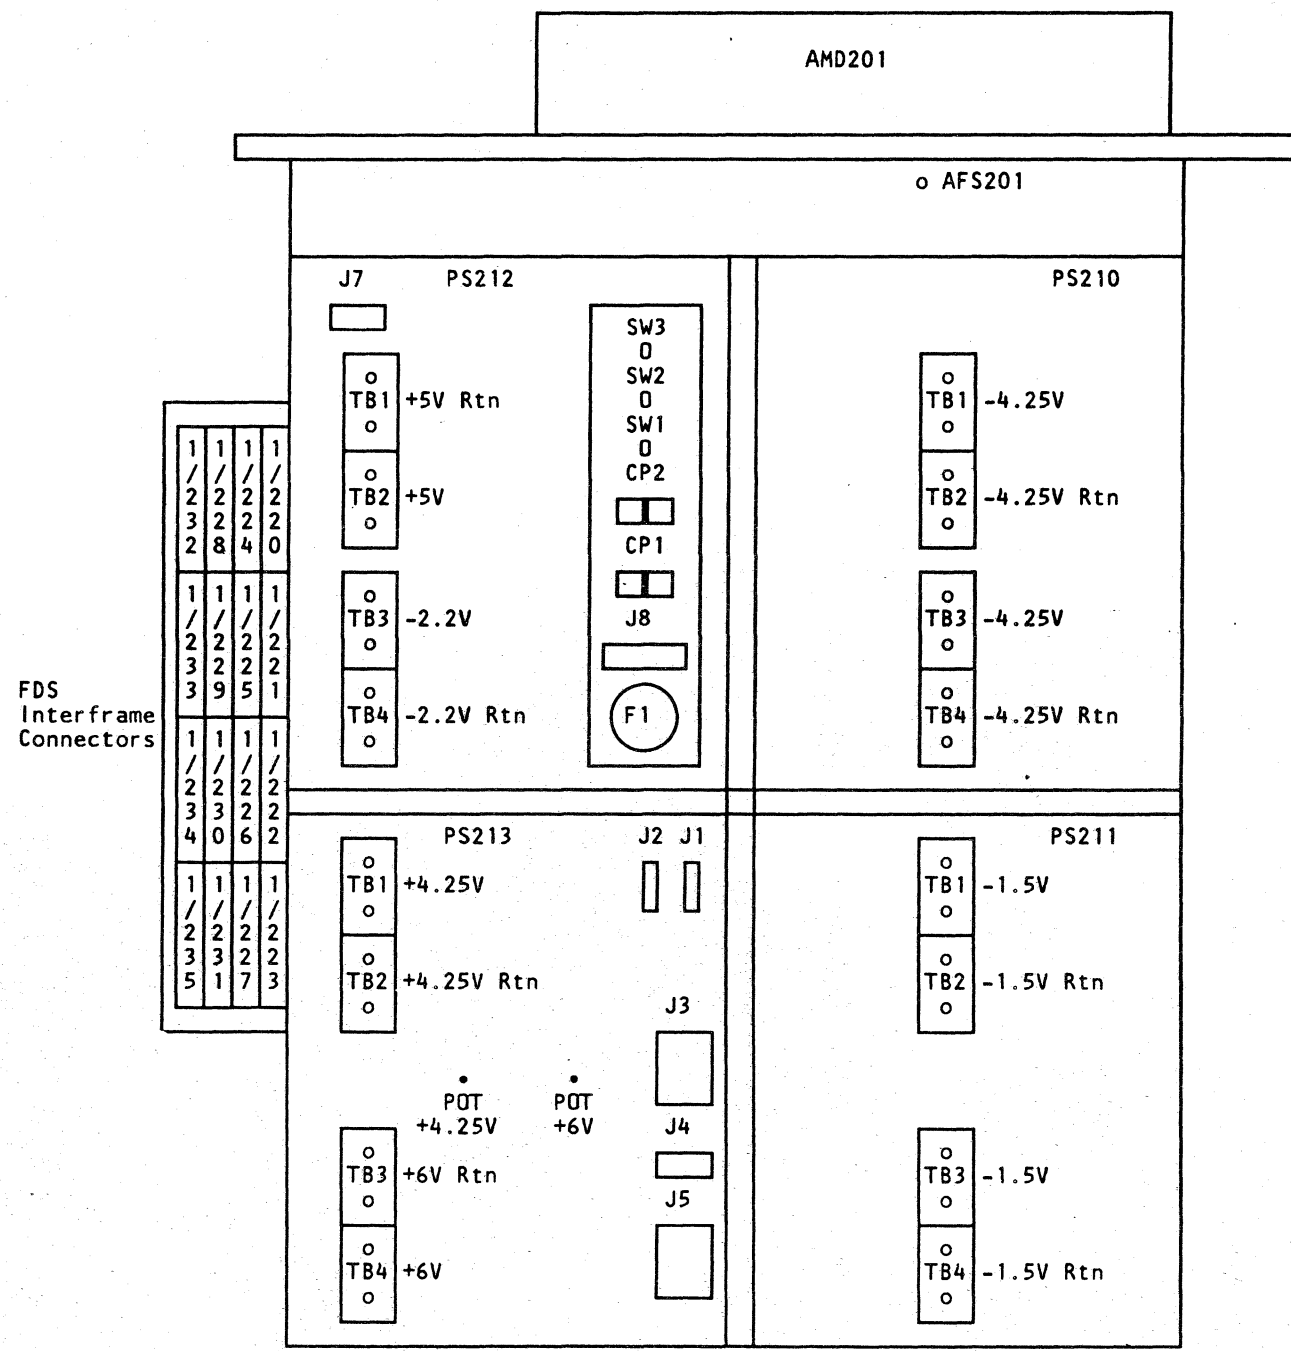 AMD201
AFS201
J7 PS212
SW3
SW2
SW1
CP2
CP1
J8
F1
TB1 +5V Rtn
TB2 +5V
TB3 -2.2V
TB4 -2.2V Rtn
PS210
TB1 -4.25V
TB2 -4.25V Rtn
TB3 -4.25V
TB4 -4.25V Rtn
FDS
Interframe
Connectors
1/232 1/228 1/224 1/220
1/233 1/229 1/225 1/221
1/234 1/230 1/226 1/222
1/235 1/231 1/227 1/223
PS213 J2 J1
TB1 +4.25V
TB2 +4.25V Rtn
J3
POT
+4.25V
POT
+6V
J4
TB3 +6V Rtn
J5
TB4 +6V
PS211
TB1 -1.5V
TB2 -1.5V Rtn
TB3 -1.5V
TB4 -1.5V Rtn